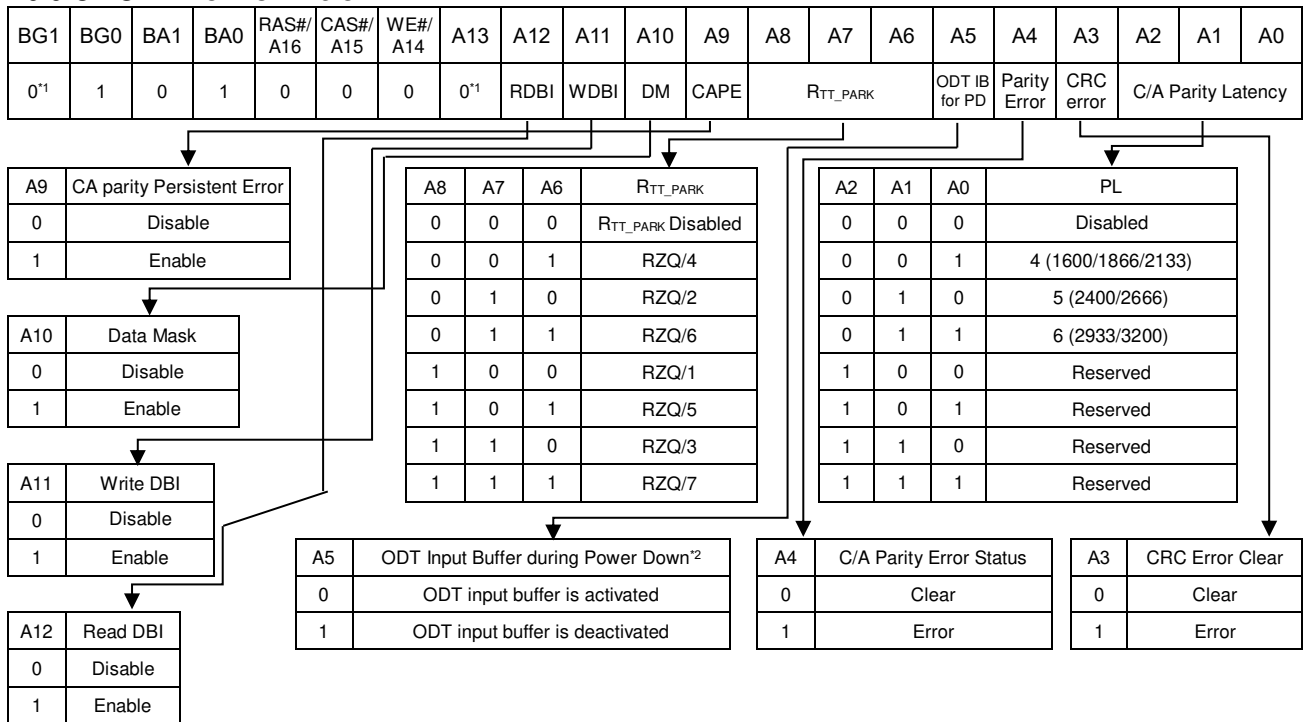 BG1 BG0 BA1 BA0 RAS#/A16 CAS#/A15 WE#/A14 A13 A12 A11 A10 A9 A8 A7 A6 A5 A4 A3 A2 A1 A0
0*1 1 0 1 0 0 0 0*1 RDBI WDBI DM CAPE RTT_PARK ODT IB for PD Parity Error CRC error C/A Parity Latency
A9 CA parity Persistent Error
0 Disable
1 Enable
A10 Data Mask
0 Disable
1 Enable
A11 Write DBI
0 Disable
1 Enable
A12 Read DBI
0 Disable
1 Enable
A8 A7 A6 RTT_PARK
0 0 0 RTT_PARK Disabled
0 0 1 RZQ/4
0 1 0 RZQ/2
0 1 1 RZQ/6
1 0 0 RZQ/1
1 0 1 RZQ/5
1 1 0 RZQ/3
1 1 1 RZQ/7
A2 A1 A0 PL
0 0 0 Disabled
0 0 1 4 (1600/1866/2133)
0 1 0 5 (2400/2666)
0 1 1 6 (2933/3200)
1 0 0 Reserved
1 0 1 Reserved
1 1 0 Reserved
1 1 1 Reserved
A5 ODT Input Buffer during Power Down*2
0 ODT input buffer is activated
1 ODT input buffer is deactivated
A4 C/A Parity Error Status
0 Clear
1 Error
A3 CRC Error Clear
0 Clear
1 Error